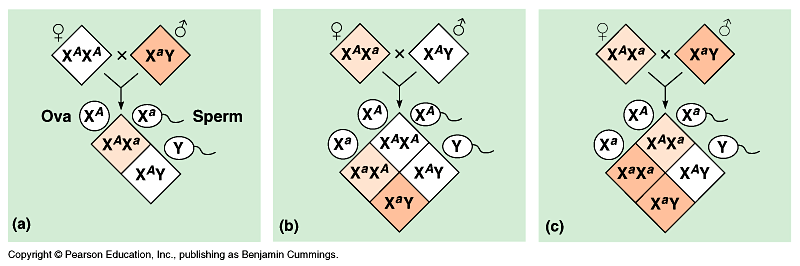 ♀ ♂
XᴬXᴬ × XᵃY
Ova Xᴬ Xᵃ Sperm
XᴬXᵃ Y
XᴬY
(a)
♀ ♂
XᴬXᵃ × XᴬY
Xᴬ Xᴬ
Xᵃ XᴬXᴬ Y
XᵃXᴬ XᴬY
XᵃY
(b)
♀ ♂
XᴬXᵃ × XᵃY
Xᴬ Xᵃ
Xᵃ XᴬXᵃ Y
XᵃXᵃ XᴬY
XᵃY
(c)
Copyright © Pearson Education, Inc., publishing as Benjamin Cummings.